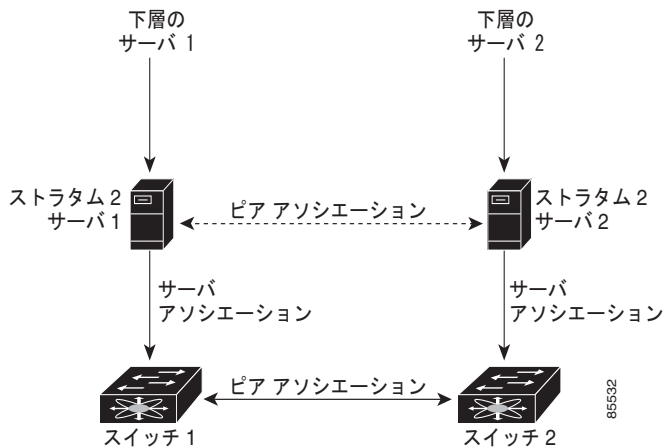 下層の
サーバ 1
下層の
サーバ 2
ストラタム 2
サーバ 1
ピア アソシエーション
ストラタム 2
サーバ 2
サーバ
アソシエーション
サーバ
アソシエーション
ピア アソシエーション
スイッチ 1
スイッチ 2
85532